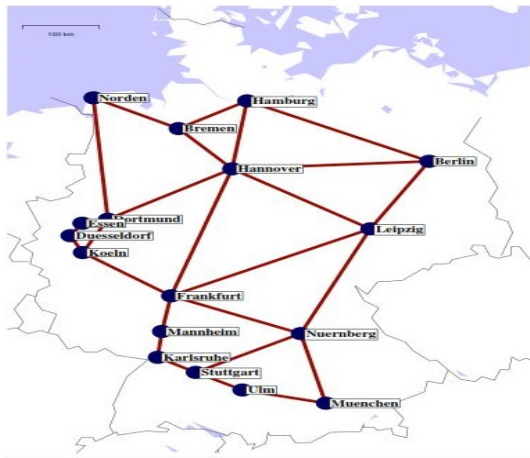 100 km
Norden
Hamburg
Bremen
Hannover
Berlin
Essen
Dortmund
Duesseldorf
Leipzig
Koeln
Frankfurt
Mannheim
Nuernberg
Karlsruhe
Stuttgart
Ulm
Muenchen